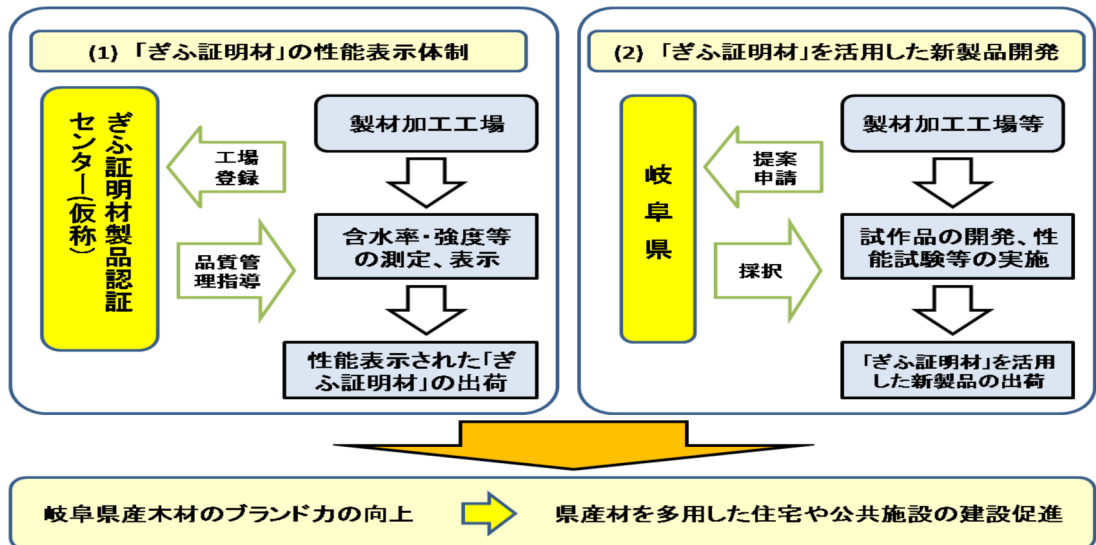 (1) 「ぎふ証明材」の性能表示体制
ぎふ証明材製品認証
センター(仮称)
工場
登録
品質管
理指導
製材加工工場
含水率・強度等
の測定、表示
性能表示された「ぎ
ふ証明材」の出荷
(2) 「ぎふ証明材」を活用した新製品開発
岐阜県
提案
申請
採択
製材加工工場等
試作品の開発、性
能試験等の実施
「ぎふ証明材」を活用
した新製品の出荷
岐阜県産木材のブランド力の向上
県産材を多用した住宅や公共施設の建設促進